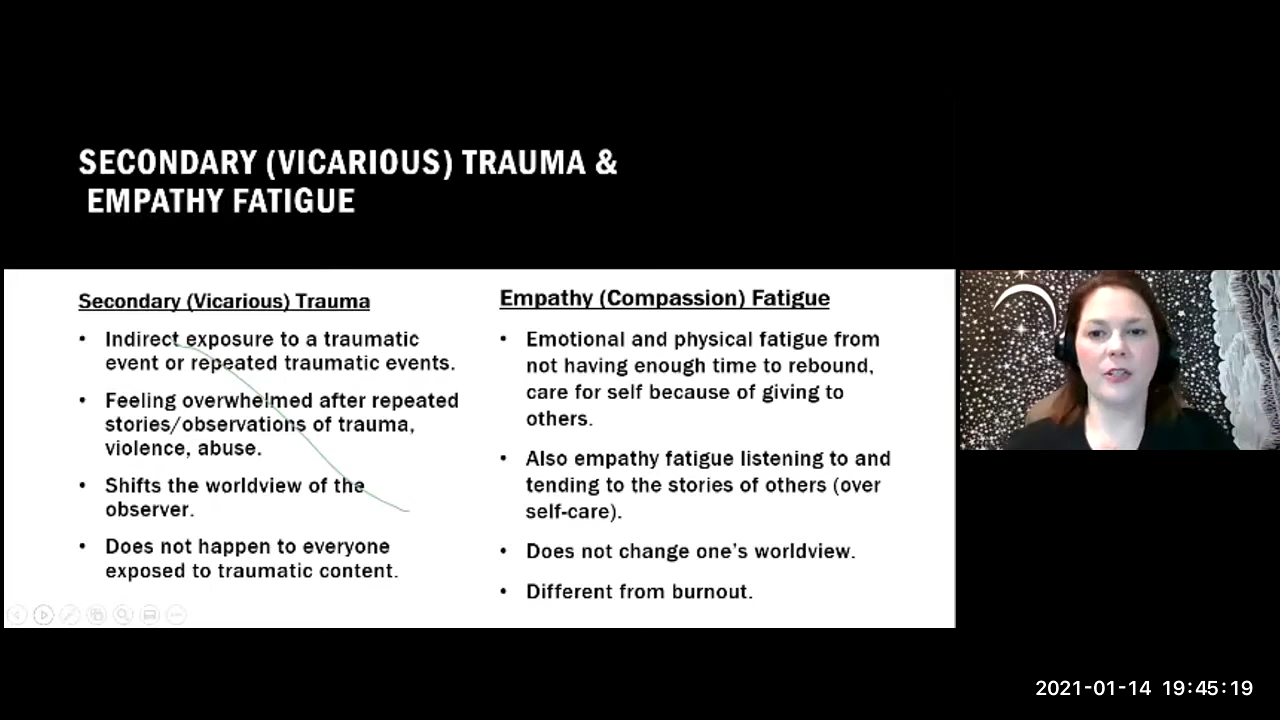 SECONDARY (VICARIOUS) TRAUMA &
EMPATHY FATIGUE
Secondary (Vicarious) Trauma
• Indirect exposure to a traumatic
event or repeated traumatic events.
• Feeling overwhelmed after repeated
stories/observations of trauma,
violence, abuse.
• Shifts the worldview of the
observer.
• Does not happen to everyone
exposed to traumatic content.
Empathy (Compassion) Fatigue
• Emotional and physical fatigue from
not having enough time to rebound,
care for self because of giving to
others.
• Also empathy fatigue listening to and
tending to the stories of others (over
self-care).
• Does not change one's worldview.
• Different from burnout.
2021-01-14 19:45:19